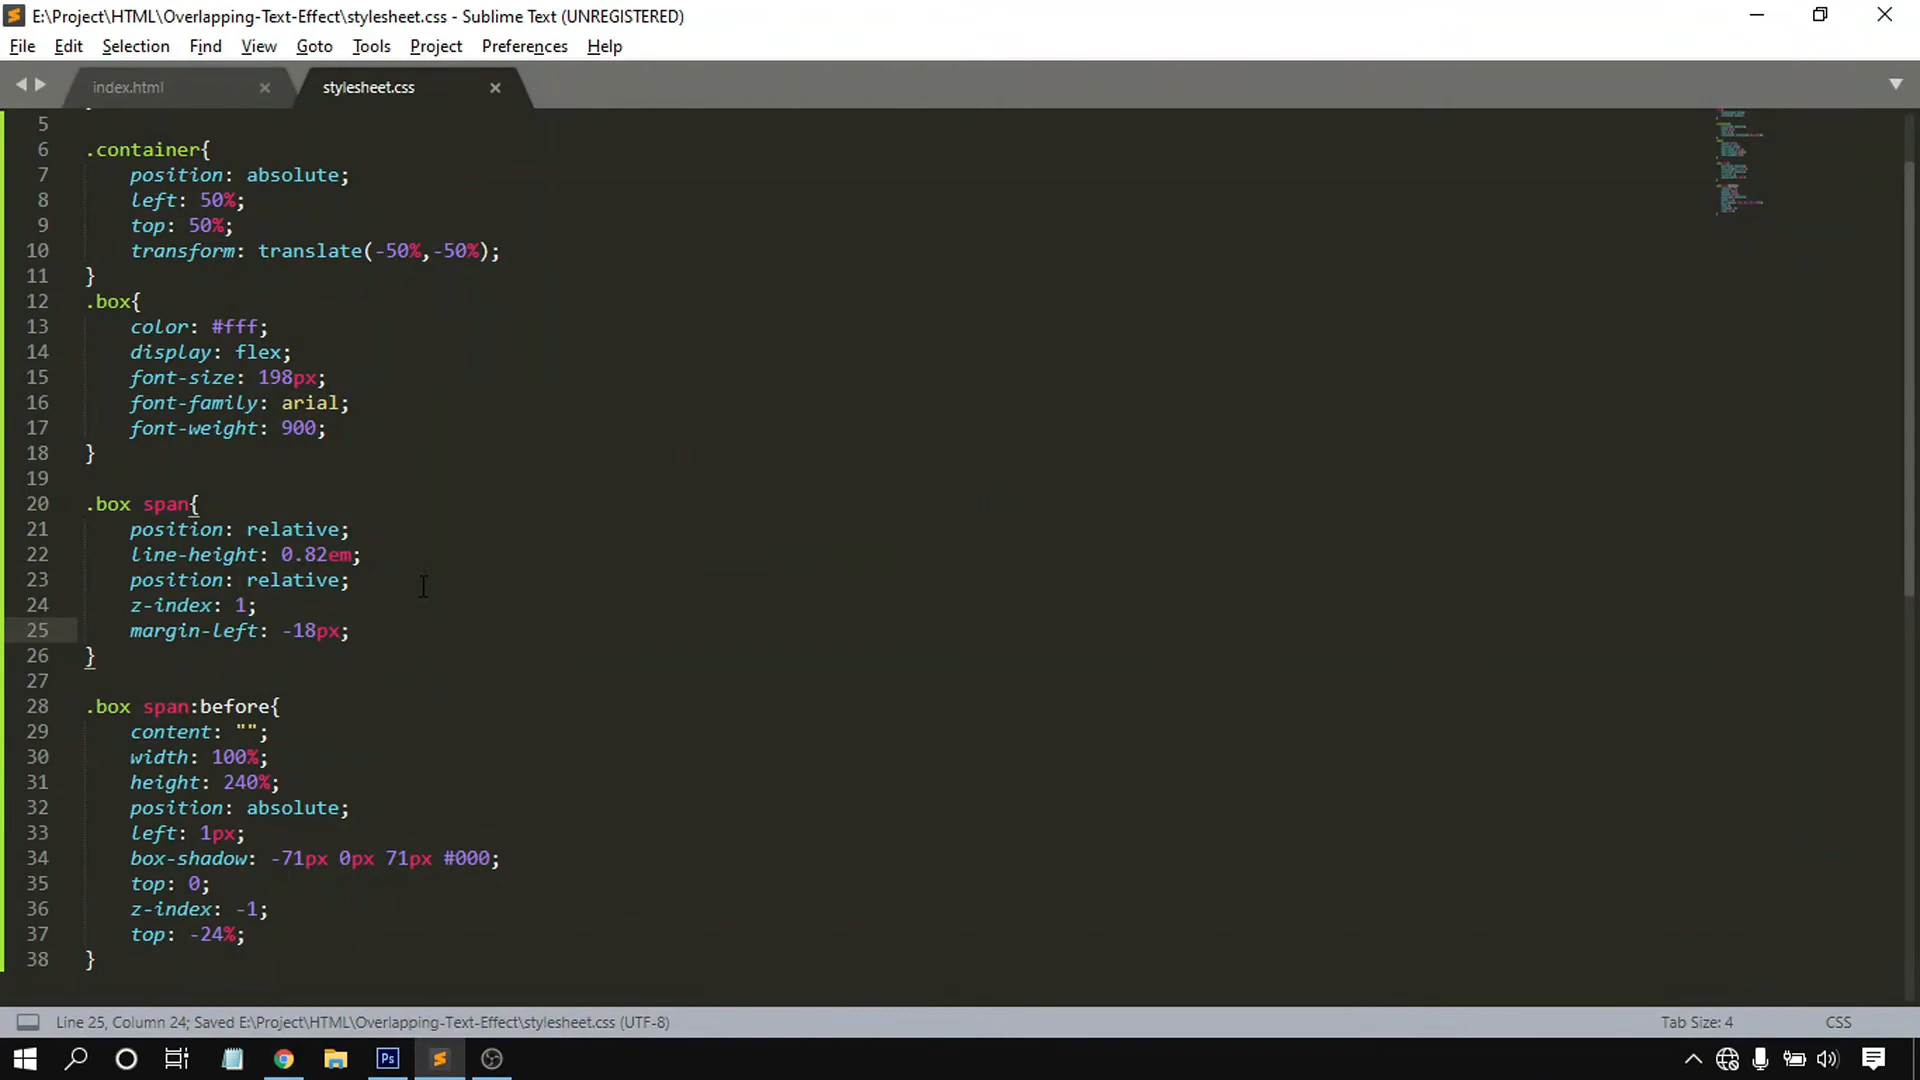 E:\Project\HTML\Overlapping-Text-Effect\stylesheet.css - Sublime Text (UNREGISTERED)
File Edit Selection Find View Goto Tools Project Preferences Help
index.html × stylesheet.css ×
5
6 .container{
7 position: absolute;
8 left: 50%;
9 top: 50%;
10 transform: translate(-50%,-50%);
11 }
12 .box{
13 color: #fff;
14 display: flex;
15 font-size: 198px;
16 font-family: arial;
17 font-weight: 900;
18 }
19
20 .box span{
21 position: relative;
22 line-height: 0.82em;
23 position: relative;
24 z-index: 1;
25 margin-left: -18px;
26 }
27
28 .box span:before{
29 content: "";
30 width: 100%;
31 height: 240%;
32 position: absolute;
33 left: 1px;
34 box-shadow: -71px 0px 71px #000;
35 top: 0;
36 z-index: -1;
37 top: -24%;
38 }
Line 25, Column 24; Saved E:\Project\HTML\Overlapping-Text-Effect\stylesheet.css (UTF-8) Tab Size: 4 CSS
Ps